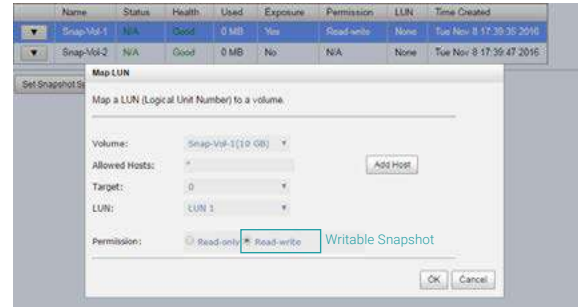 Name Status Health Used Exposure Permission LUN Time Created
Snap-Vol-1 N/A Good 0 MB Yes Read-write None Tue Nov 8 17:39:35 2016
Snap-Vol-2 N/A Good 0 MB No N/A None Tue Nov 8 17:39:47 2016
Set Snapshot
Map LUN
Map a LUN (Logical Unit Number) to a volume.
Volume: Snap-Vol-1(10 GB)
Allowed Hosts: * Add Host
Target: 0
LUN: LUN 1
Permission: Read-only Read-write Writable Snapshot
OK Cancel